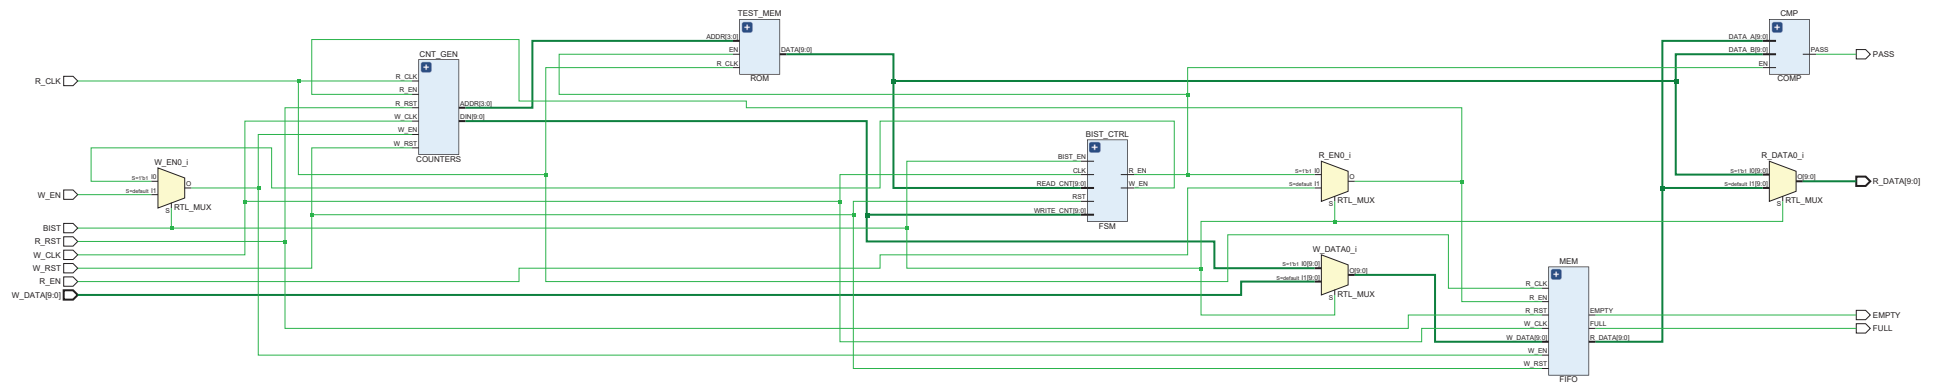 TEST_MEM
ADDR[3:0]
EN
R_CLK
DATA[9:0]
ROM
CMP
DATA_A[9:0]
DATA_B[9:0]
EN
PASS
COMP
PASS
CNT_GEN
R_CLK
R_EN
R_RST
W_CLK
W_EN
W_RST
ADDR[3:0]
DIN[9:0]
COUNTERS
R_CLK
W_EN
BIST
R_RST
W_CLK
W_RST
R_EN
W_DATA[9:0]
W_EN0_i
S=1'b1 I0
S=default I1
S
O
RTL_MUX
BIST_CTRL
BIST_EN
CLK
READ_CNT[9:0]
RST
WRITE_CNT[9:0]
R_EN
W_EN
FSM
R_EN0_i
S=1'b1 I0
S=default I1
S
O
RTL_MUX
R_DATA0_i
S=1'b1 I0[9:0]
S=default I1[9:0]
S
O[9:0]
RTL_MUX
R_DATA[9:0]
W_DATA0_i
S=1'b1 I0[9:0]
S=default I1[9:0]
S
O[9:0]
RTL_MUX
MEM
R_CLK
R_EN
R_RST
W_CLK
W_DATA[9:0]
W_EN
W_RST
EMPTY
FULL
R_DATA[9:0]
FIFO
EMPTY
FULL